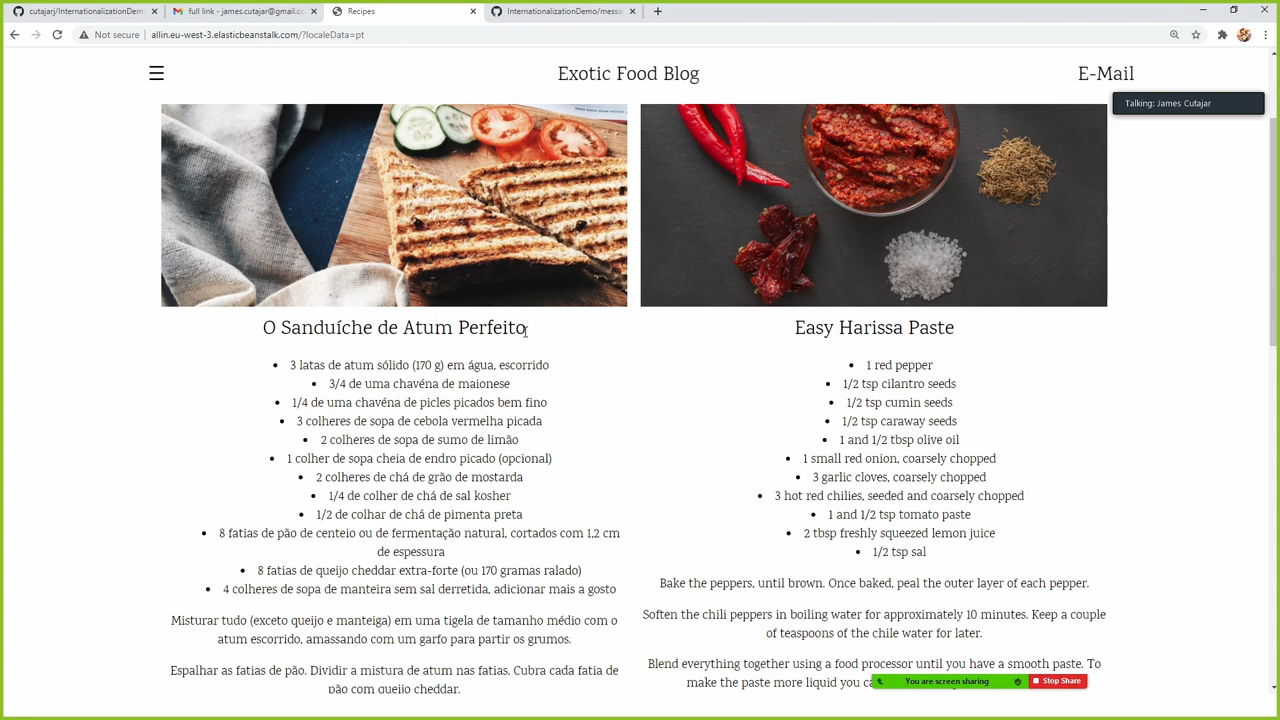 cutajarj/InternationalizationDem
full link - james.cutajar@gmail.co
Recipes
InternationalizationDemo/messa
Not secure
allin.eu-west-3.elasticbeanstalk.com/?localeData=pt
Exotic Food Blog
E-Mail
Talking: James Cutajar
O Sanduíche de Atum Perfeito
3 latas de atum sólido (170 g) em água, escorrido
3/4 de uma chavéna de maionese
1/4 de uma chavéna de picles picados bem fino
3 colheres de sopa de cebola vermelha picada
2 colheres de sopa de sumo de limão
1 colher de sopa cheia de endro picado (opcional)
2 colheres de chá de grão de mostarda
1/4 de colher de chá de sal kosher
1/2 de colhar de chá de pimenta preta
8 fatias de pão de centeio ou de fermentação natural, cortados com 1,2 cm
de espessura
8 fatias de queijo cheddar extra-forte (ou 170 gramas ralado)
4 colheres de sopa de manteira sem sal derretida, adicionar mais a gosto
Misturar tudo (exceto queijo e manteiga) em uma tigela de tamanho médio com o
atum escorrido, amassando com um garfo para partir os grumos.
Espalhar as fatias de pão. Dividir a mistura de atum nas fatias. Cubra cada fatia de
pão com queijo cheddar.
Easy Harissa Paste
1 red pepper
1/2 tsp cilantro seeds
1/2 tsp cumin seeds
1/2 tsp caraway seeds
1 and 1/2 tbsp olive oil
1 small red onion, coarsely chopped
3 garlic cloves, coarsely chopped
3 hot red chilies, seeded and coarsely chopped
1 and 1/2 tsp tomato paste
2 tbsp freshly squeezed lemon juice
1/2 tsp sal
Bake the peppers, until brown. Once baked, peal the outer layer of each pepper.
Soften the chili peppers in boiling water for approximately 10 minutes. Keep a couple
of teaspoons of the chile water for later.
Blend everything together using a food processor until you have a smooth paste. To
make the paste more liquid you ca
You are screen sharing
Stop Share